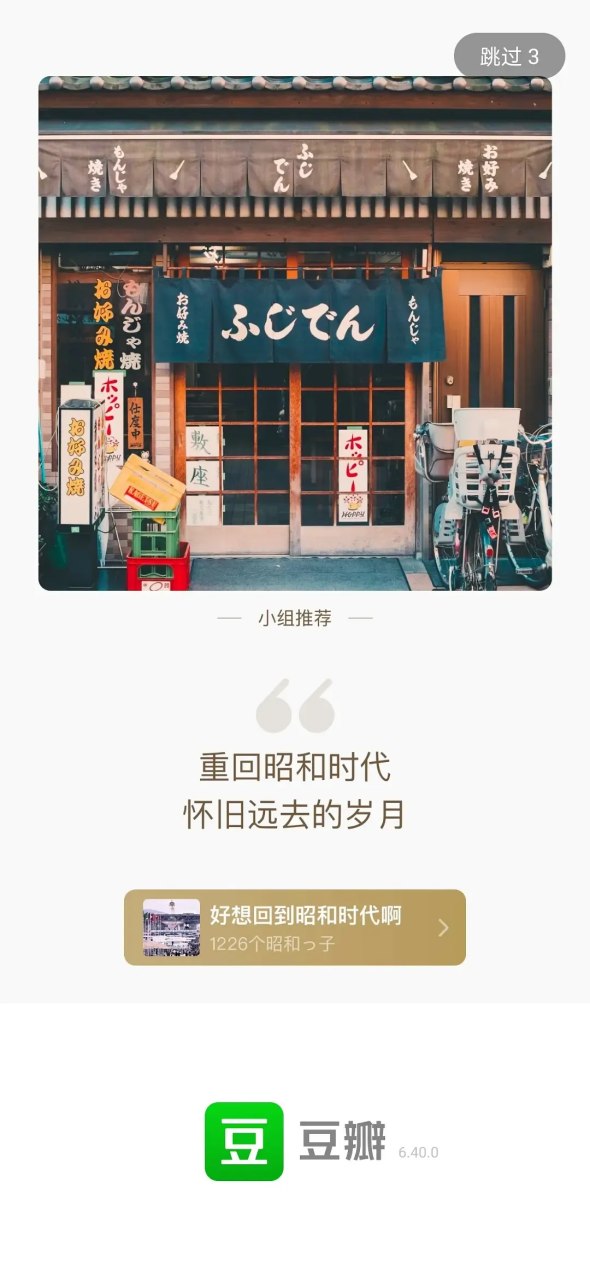 跳过 3
もんじゃ
焼き
ふじ
でん
お好み
焼き
お好み焼
もんじゃ焼
お好み焼
ふじでん
もんじゃ
ホッピー
仕度中
お好み焼
敷
座
ホッピー
HOPPY
小组推荐
重回昭和时代
怀旧远去的岁月
好想回到昭和时代啊
1226个昭和っ子
豆
豆瓣
6.40.0